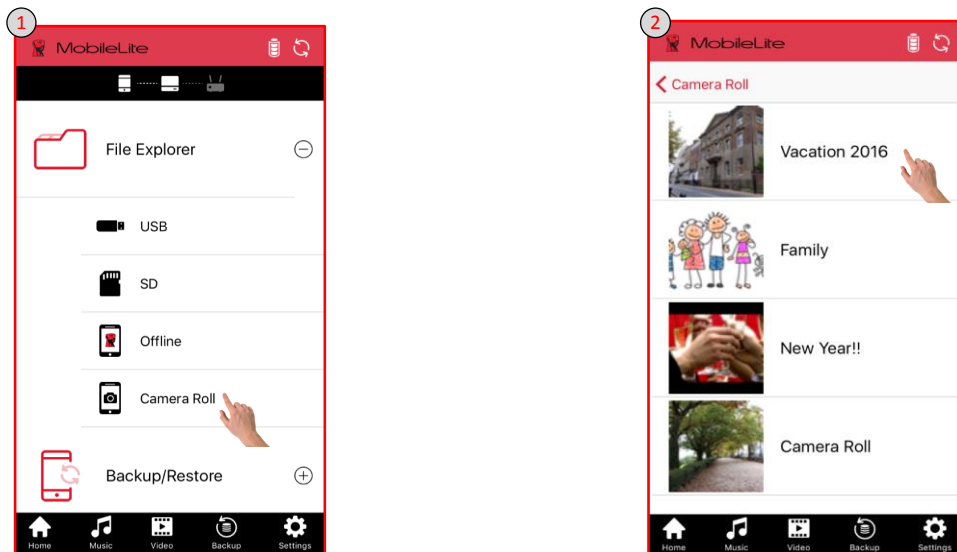 1
MobileLite
File Explorer
USB
SD
Offline
Camera Roll
Backup/Restore
Home Music Video Backup Settings
2
MobileLite
Camera Roll
Vacation 2016
Family
New Year!!
Camera Roll
Home Music Video Backup Settings